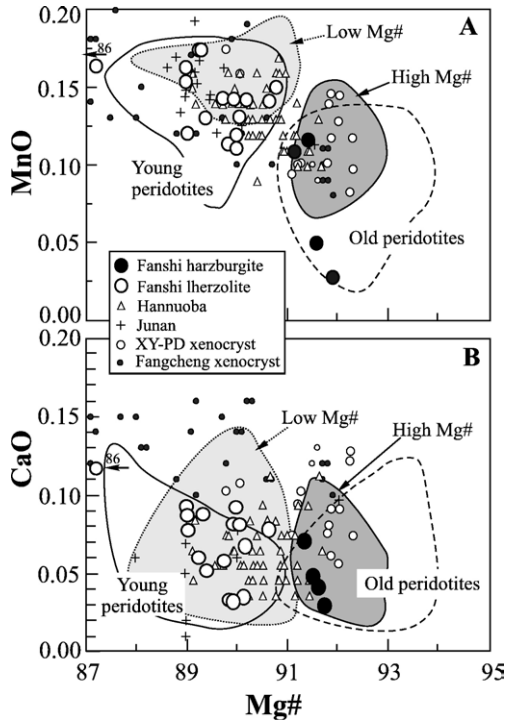 0.20
A
Low Mg#
86
0.15
High Mg#
MnO
0.10
Young
peridotites
0.05
Old peridotites
0.00
Fanshi harzburgite
Fanshi lherzolite
Hannuoba
Junan
XY-PD xenocryst
Fangcheng xenocryst
0.20
B
0.15
Low Mg#
High Mg#
86
CaO
0.10
0.05
Young
peridotites
Old peridotites
0.00
87 89 91 93 95
Mg#